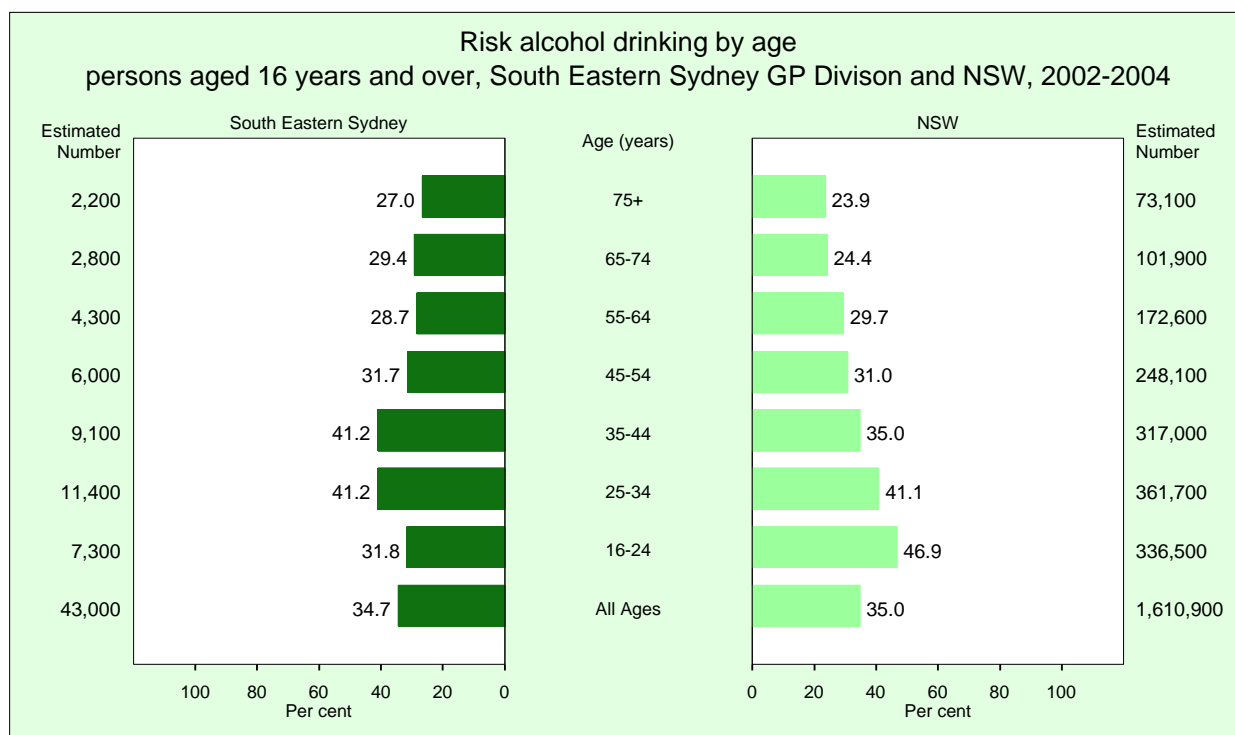 Risk alcohol drinking by age
persons aged 16 years and over, South Eastern Sydney GP Divison and NSW, 2002-2004
Estimated Number South Eastern Sydney Age (years) NSW Estimated Number
2,200 27.0 75+ 23.9 73,100
2,800 29.4 65-74 24.4 101,900
4,300 28.7 55-64 29.7 172,600
6,000 31.7 45-54 31.0 248,100
9,100 41.2 35-44 35.0 317,000
11,400 41.2 25-34 41.1 361,700
7,300 31.8 16-24 46.9 336,500
43,000 34.7 All Ages 35.0 1,610,900
100 80 60 40 20 0 0 20 40 60 80 100
Per cent Per cent